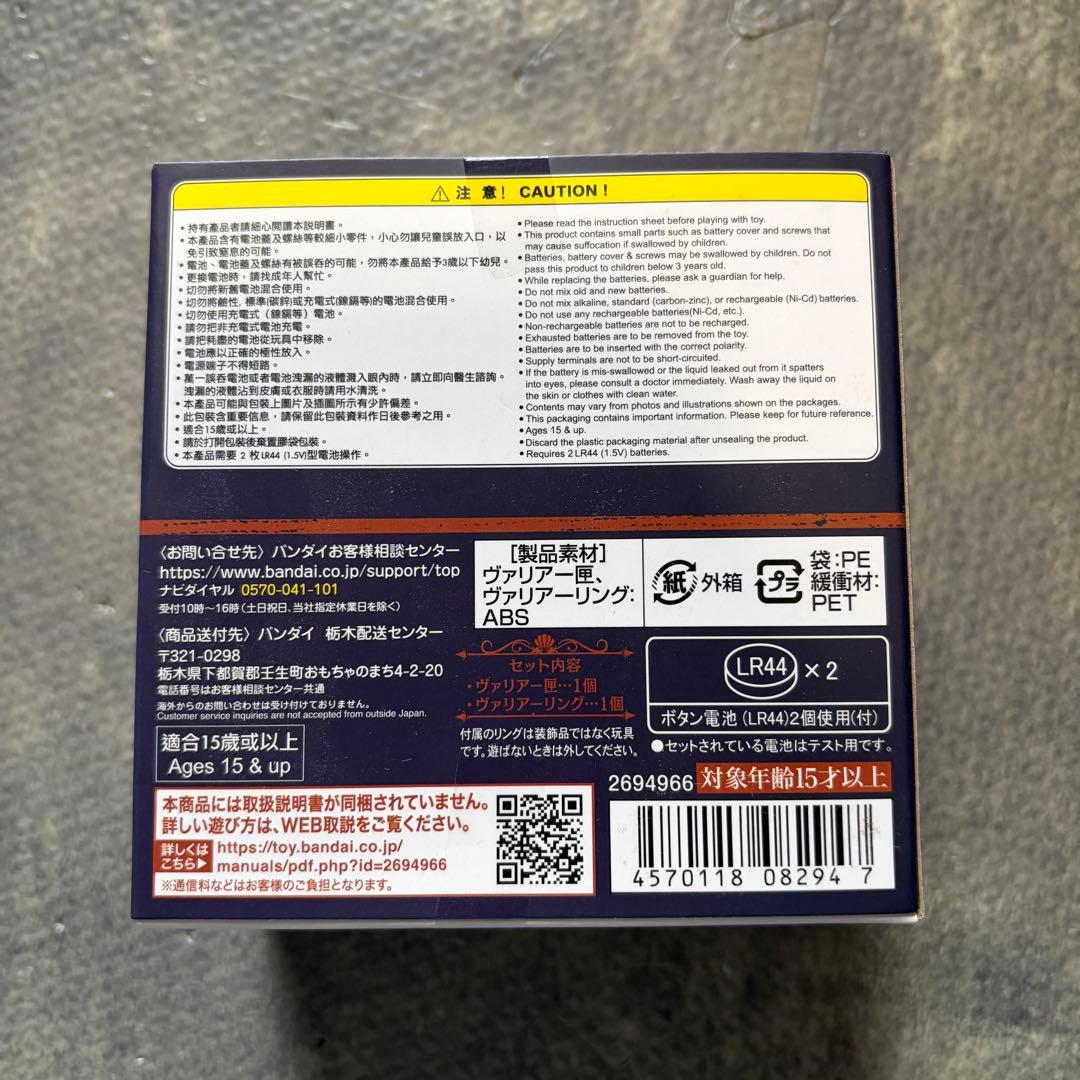 ⚠注 意! CAUTION!
• 持有產品者請細心閲讀本説明書。
• 本產品含有電池蓋及螺絲等較細小零件，小心勿讓兒童誤放入口，以
免引致窒息的可能。
• 電池、電池蓋及螺絲有被誤吞的可能，勿將本產品給予3歲以下幼兒。
• 更換電池時，請找成年人幫忙。
• 切勿將新舊電池混合使用。
• 切勿將鹼性, 標準(碳鋅)或充電式(鎳鎘等)的電池混合使用。
• 切勿使用充電式（鎳鎘等）電池。
• 請勿把非充電式電池充電。
• 請把耗盡的電池從玩具中移除。
• 電池應以正確的極性放入。
• 電源端子不得短路。
• 萬一誤吞電池或者電池洩漏的液體濺入眼內時，請立即向醫生諮詢。
洩漏的液體沾到皮膚或衣服時請用水清洗。
• 本產品可能與包裝上圖片及插圖所示有少許偏差。
• 此包裝含重要信息，請保留此包裝資料作日後參考之用。
• 適合15歲或以上。
• 請於打開包裝後棄置膠袋包裝。
• 本產品需要 2 枚LR44 (1.5V)型電池操作。
• Please read the instruction sheet before playing with toy.
• This product contains small parts such as battery cover and screws that
may cause suffocation if swallowed by children.
• Batteries, battery cover & screws may be swallowed by children. Do not
pass this product to children below 3 years old.
• While replacing the batteries, please ask a guardian for help.
• Do not mix old and new batteries.
• Do not mix alkaline, standard (carbon-zinc), or rechargeable (Ni-Cd) batteries.
• Do not use any rechargeable batteries(Ni-Cd, etc.).
• Non-rechargeable batteries are not to be recharged.
• Exhausted batteries are to be removed from the toy.
• Batteries are to be inserted with the correct polarity.
• Supply terminals are not to be short-circuited.
• If the battery is mis-swallowed or the liquid leaked out from it spatters
into eyes, please consult a doctor immediately. Wash away the liquid on
the skin or clothes with clean water.
• Contents may vary from photos and illustrations shown on the packages.
• This packaging contains important information. Please keep for future reference.
• Ages 15 & up.
• Discard the plastic packaging material after unsealing the product.
• Requires 2 LR44 (1.5V) batteries.
〈お問い合せ先〉バンダイお客様相談センター
https://www.bandai.co.jp/support/top
ナビダイヤル 0570-041-101
受付10時〜16時(土日祝日、当社指定休業日を除く)
〈商品送付先〉バンダイ 栃木配送センター
〒321-0298
栃木県下都賀郡壬生町おもちゃのまち4-2-20
電話番号はお客様相談センター共通
海外からのお問い合わせは受け付けておりません。
Customer service inquiries are not accepted from outside Japan.
適合15歲或以上
Ages 15 & up
[製品素材]
ヴァリアー匣、
ヴァリアーリング:
ABS
紙 外箱
プラ 袋:PE
緩衝材:
PET
セット内容
・ヴァリアー匣…1個
・ヴァリアーリング…1個
付属のリングは装飾品ではなく玩具
です。遊ばないときは外してください。
LR44 × 2
ボタン電池(LR44)2個使用(付)
●セットされている電池はテスト用です。
2694966 対象年齢15才以上
本商品には取扱説明書が同梱されていません。
詳しい遊び方は、WEB取説をご覧ください。
詳しくは
こちら▶
https://toy.bandai.co.jp/
manuals/pdf.php?id=2694966
※通信料などはお客様のご負担となります。
4570118 08294 7